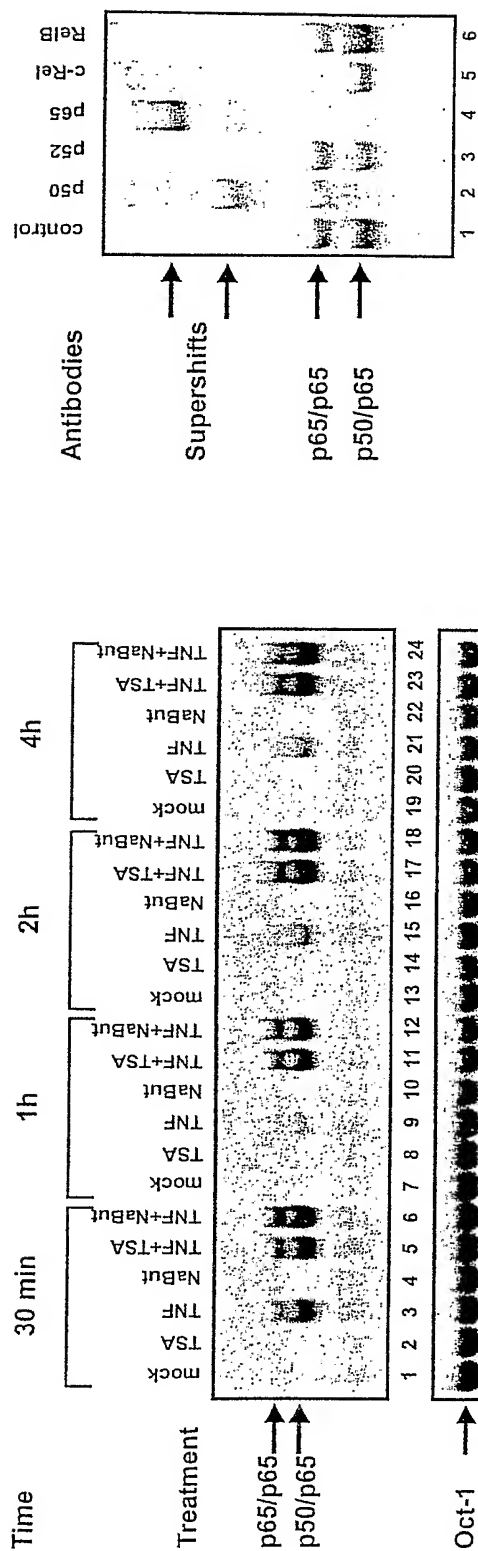 Time
30 min 1h 2h 4h
Treatment
mock TSA TNF NaBut TNF+TSA TNF+NaBut mock TSA TNF NaBut TNF+TSA TNF+NaBut mock TSA TNF NaBut TNF+TSA TNF+NaBut mock TSA TNF NaBut TNF+TSA TNF+NaBut
p65/p65
p50/p65
1 2 3 4 5 6 7 8 9 10 11 12 13 14 15 16 17 18 19 20 21 22 23 24
Oct-1
Antibodies
control p50 p52 p65 c-Rel RelB
Supershifts
p65/p65
p50/p65
1 2 3 4 5 6